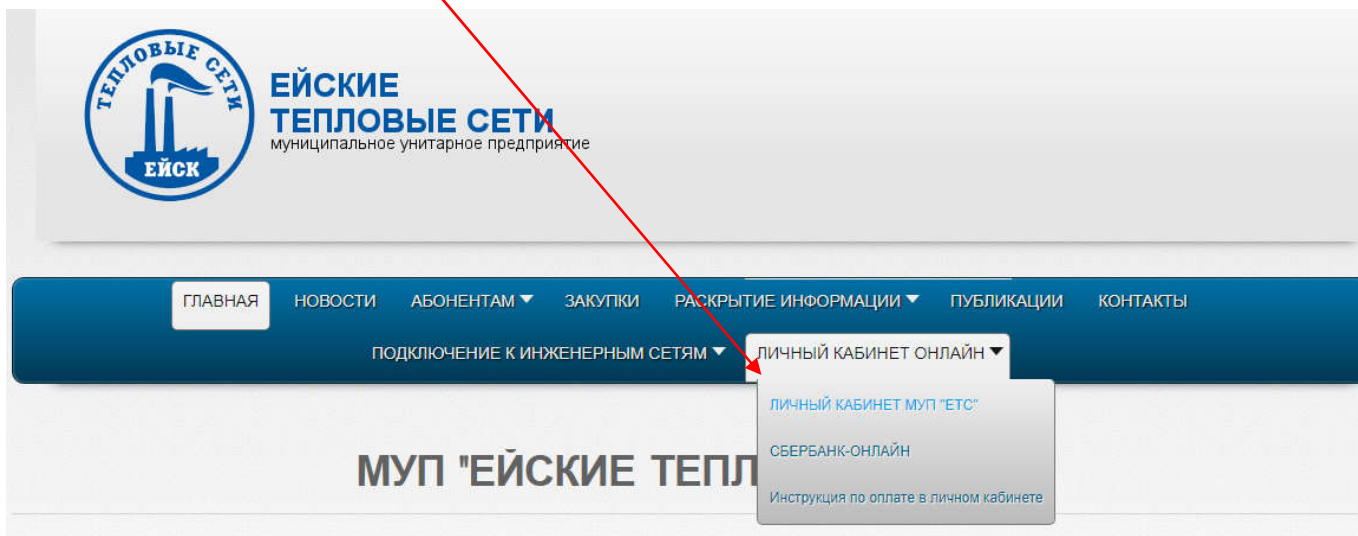 ТЕПЛОВЫЕ СЕТИ
ЕЙСК
ЕЙСКИЕ
ТЕПЛОВЫЕ СЕТИ
муниципальное унитарное предприятие
ГЛАВНАЯ НОВОСТИ АБОНЕНТАМ ЗАКУПКИ РАСКРЫТИЕ ИНФОРМАЦИИ ПУБЛИКАЦИИ КОНТАКТЫ
ПОДКЛЮЧЕНИЕ К ИНЖЕНЕРНЫМ СЕТЯМ ЛИЧНЫЙ КАБИНЕТ ОНЛАЙН
ЛИЧНЫЙ КАБИНЕТ МУП "ЕТС"
СБЕРБАНК-ОНЛАЙН
Инструкция по оплате в личном кабинете
МУП "ЕЙСКИЕ ТЕПЛ